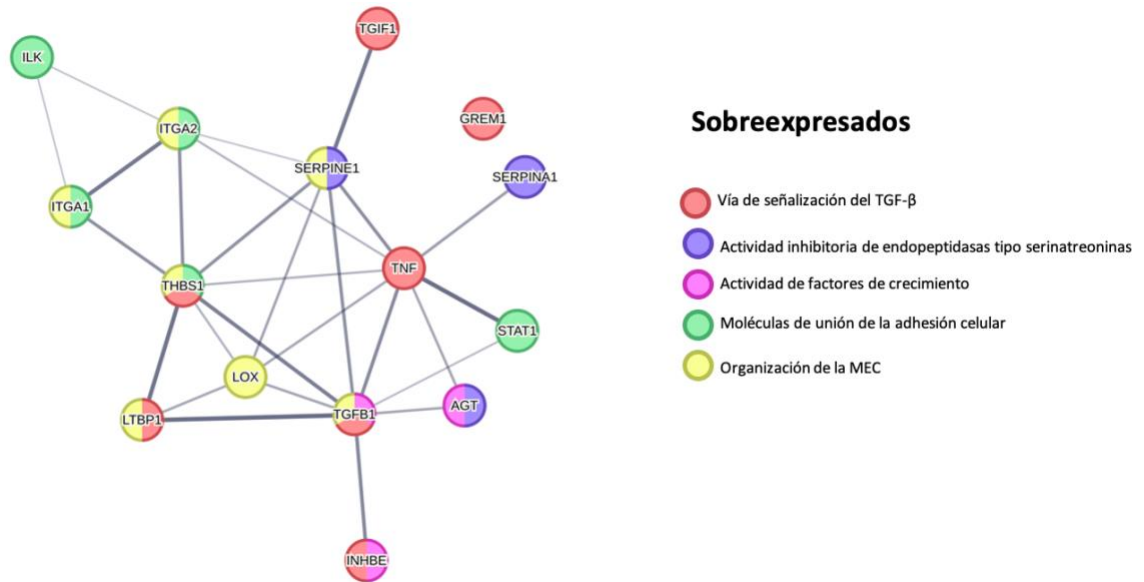 TGIF1
ILK
GREM1
ITGA2
SERPINE1
SERPINA1
ITGA1
TNF
THBS1
STAT1
LOX
LTBP1
TGFB1
AGT
INHBE
Sobreexpresados
Vía de señalización del TGF-β
Actividad inhibitoria de endopeptidasas tipo serinatreoninas
Actividad de factores de crecimiento
Moléculas de unión de la adhesión celular
Organización de la MEC